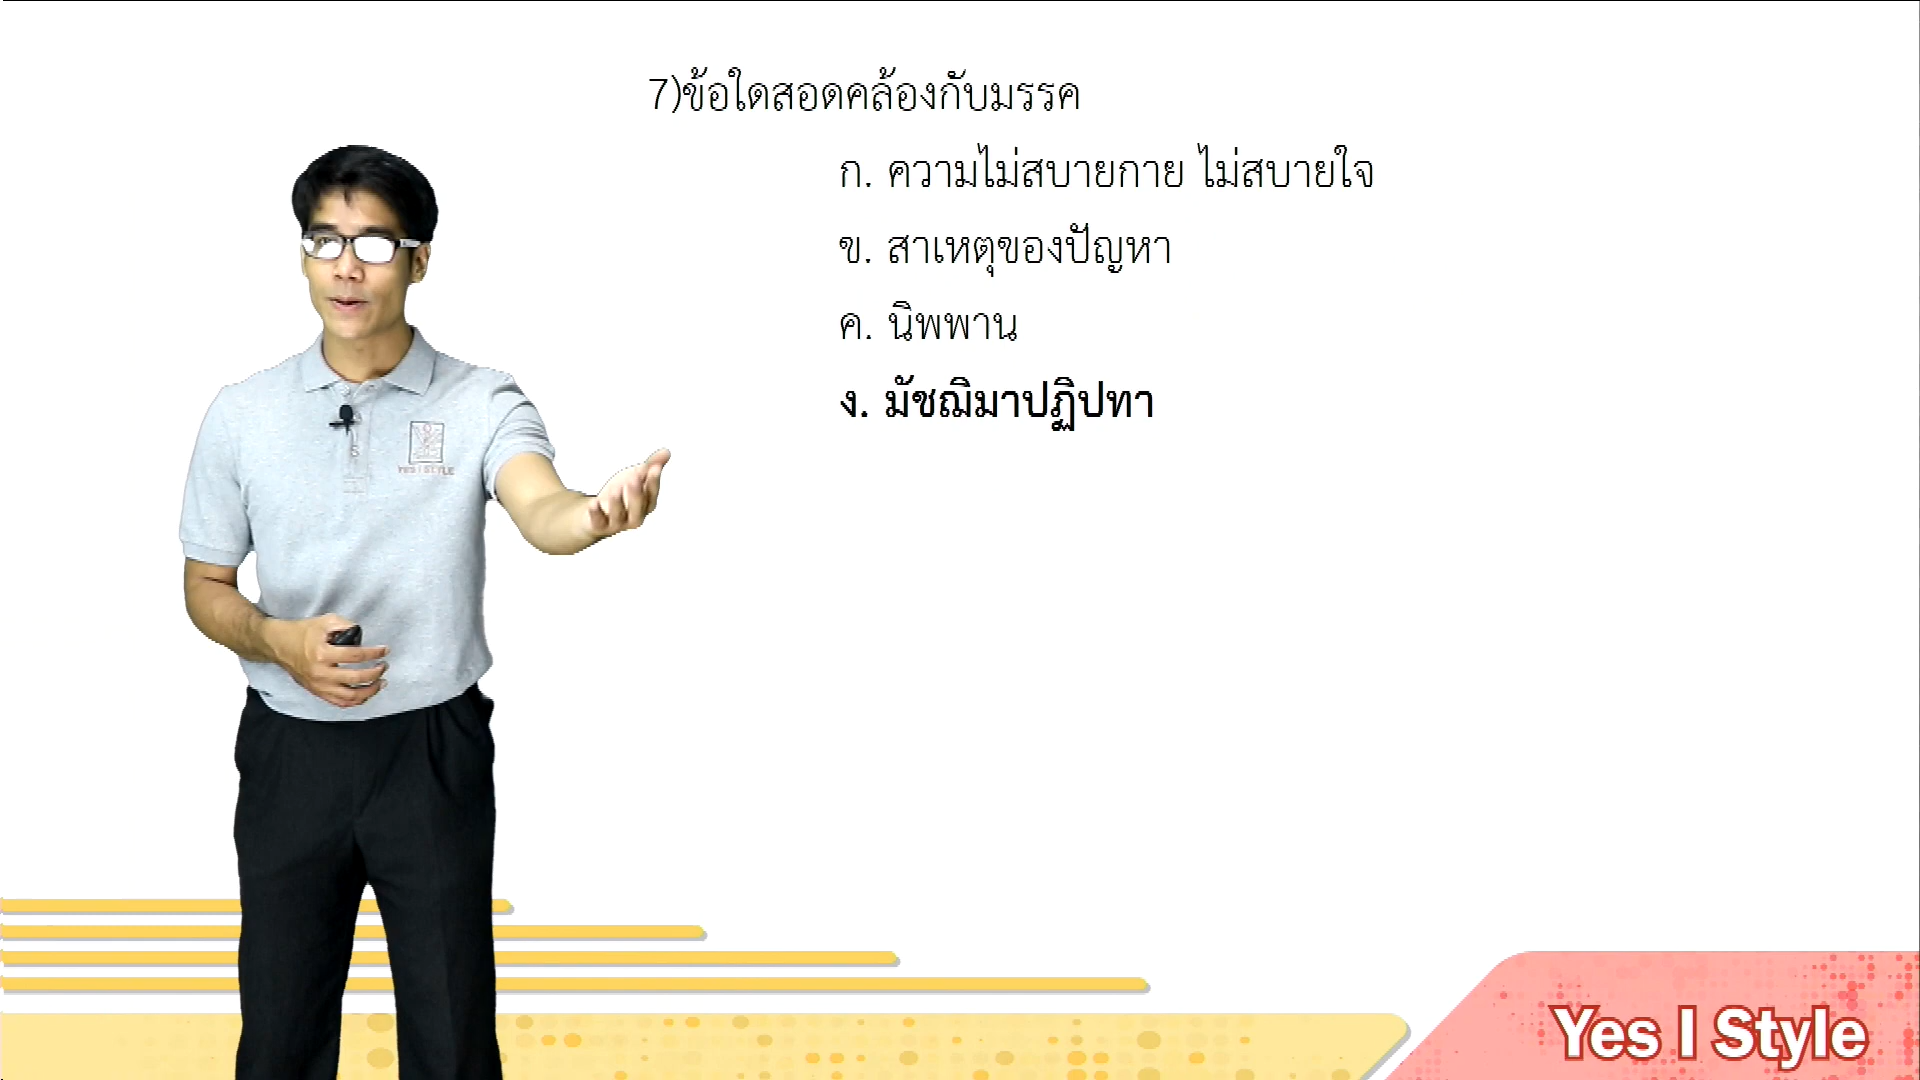 7)ข้อใดสอดคล้องกับมรรค
ก. ความไม่สบายกาย ไม่สบายใจ
ข. สาเหตุของปัญหา
ค. นิพพาน
ง. มัชฌิมาปฏิปทา
YES I STYLE
Yes I Style